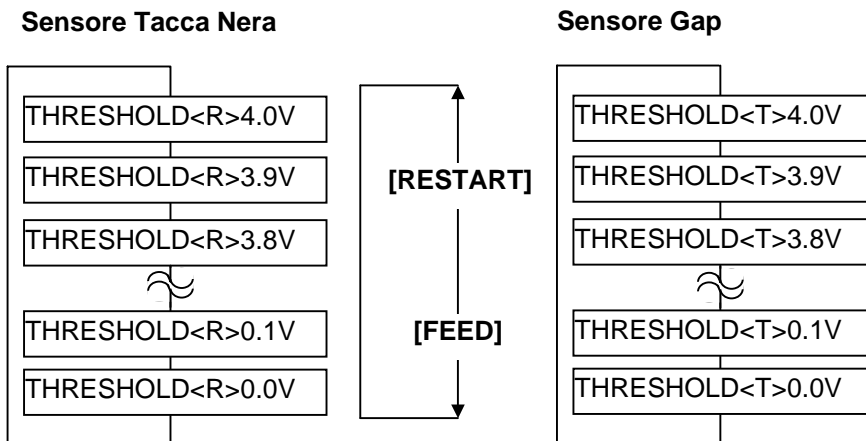 Sensore Tacca Nera
THRESHOLD<R>4.0V
THRESHOLD<R>3.9V
THRESHOLD<R>3.8V
THRESHOLD<R>0.1V
THRESHOLD<R>0.0V
[RESTART]
[FEED]
Sensore Gap
THRESHOLD<T>4.0V
THRESHOLD<T>3.9V
THRESHOLD<T>3.8V
THRESHOLD<T>0.1V
THRESHOLD<T>0.0V